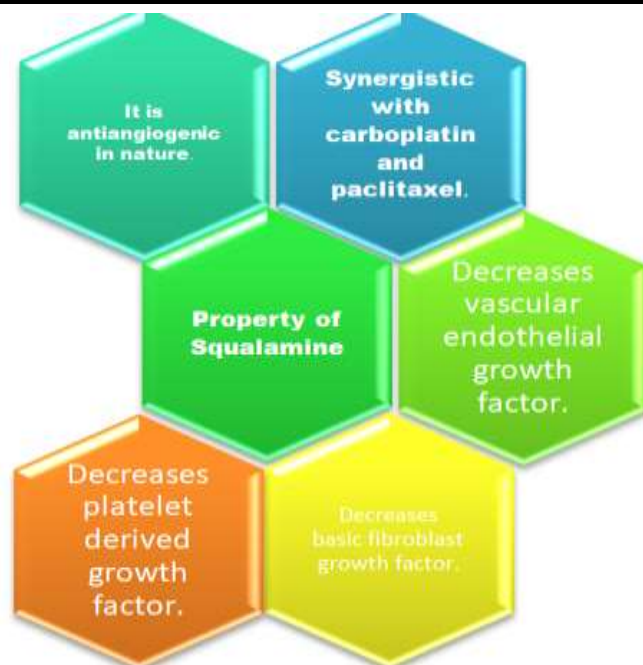 It is
antiangiogenic
in nature.
Synergistic
with
carboplatin
and
paclitaxel.
Property of
Squalamine
Decreases
vascular
endothelial
growth
factor.
Decreases
platelet
derived
growth
factor.
Decreases
basic fibroblast
growth factor.